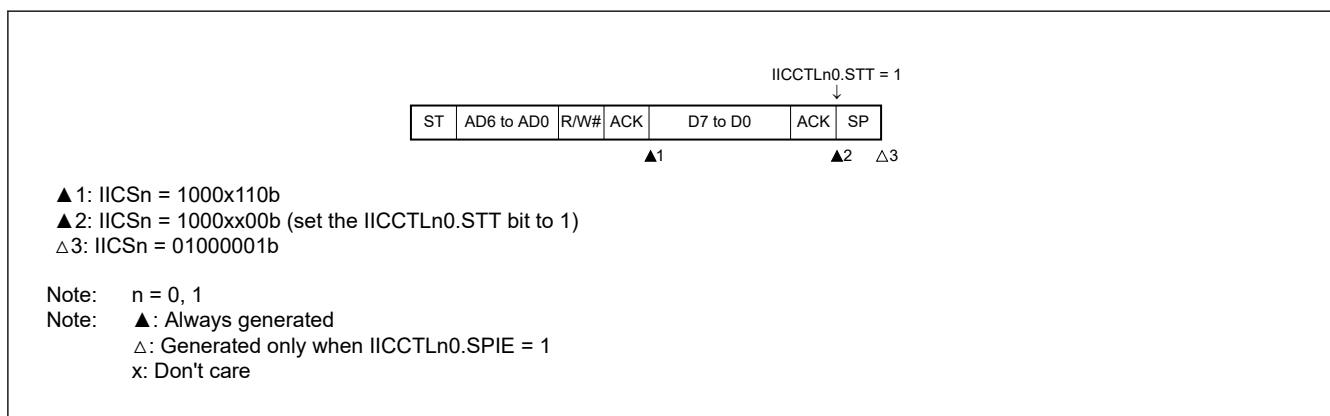 IICCTLn0.STT = 1
↓
ST AD6 to AD0 R/W# ACK D7 to D0 ACK SP
▲1 ▲2 △3
▲1: IICSn = 1000x110b
▲2: IICSn = 1000xx00b (set the IICCTLn0.STT bit to 1)
△3: IICSn = 01000001b
Note: n = 0, 1
Note: ▲: Always generated
△: Generated only when IICCTLn0.SPIE = 1
x: Don't care